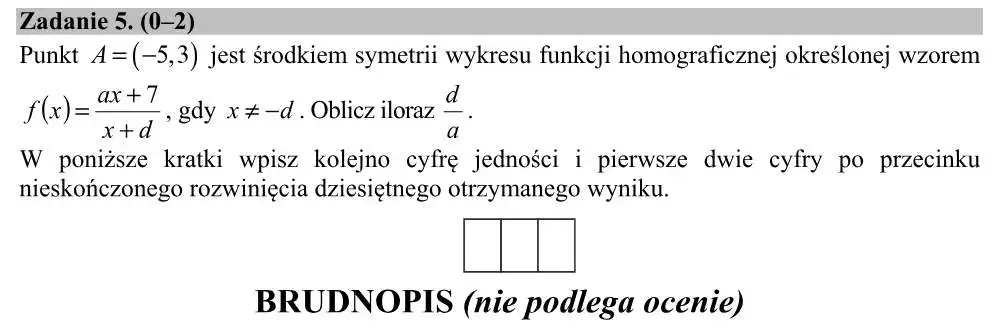 Zadanie 5. (0–2)
Punkt A = (−5,3) jest środkiem symetrii wykresu funkcji homograficznej określonej wzorem
f(x) = (ax + 7)/(x + d), gdy x ≠ −d. Oblicz iloraz d/a.
W poniższe kratki wpisz kolejno cyfrę jedności i pierwsze dwie cyfry po przecinku
nieskończonego rozwinięcia dziesiętnego otrzymanego wyniku.
BRUDNOPIS (nie podlega ocenie)